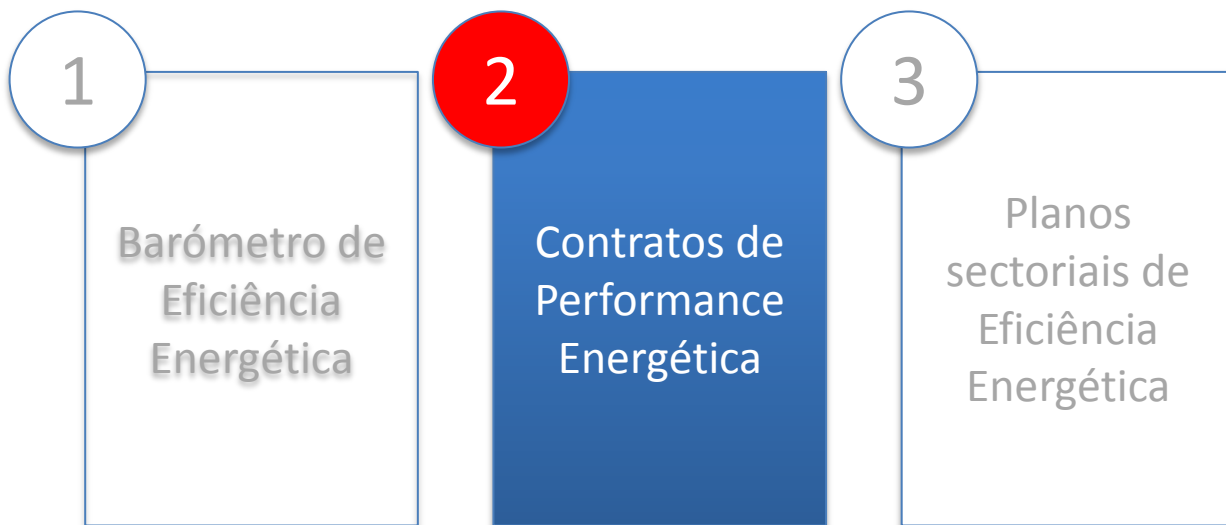 1
Barómetro de
Eficiência
Energética
2
Contratos de
Performance
Energética
3
Planos
sectoriais de
Eficiência
Energética